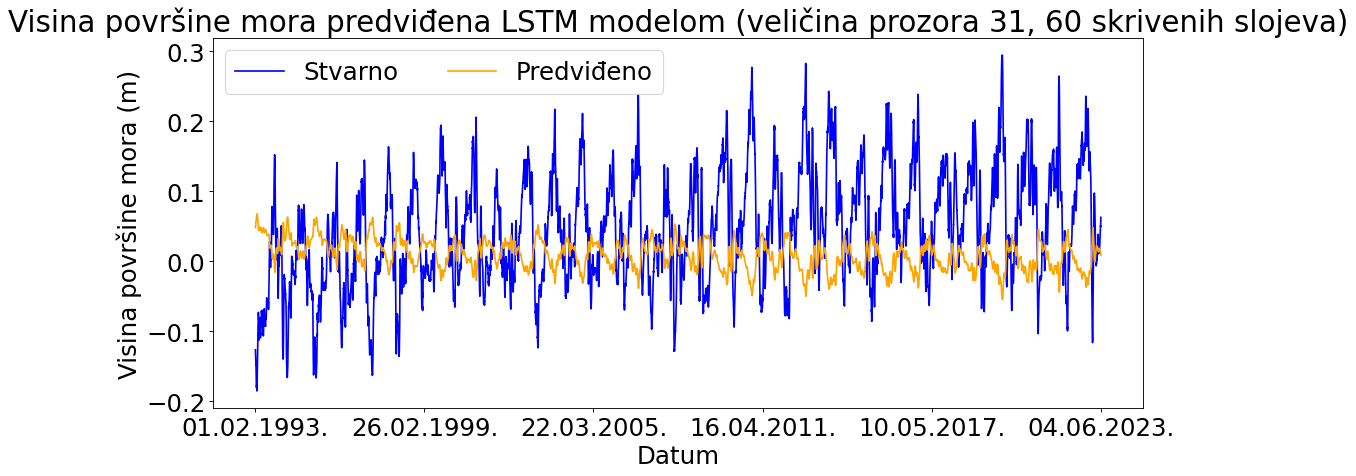 Visina površine mora predviđena LSTM modelom (veličina prozora 31, 60 skrivenih slojeva)
Stvarno Predviđeno
Visina površine mora (m)
0.3
0.2
0.1
0.0
−0.1
−0.2
01.02.1993. 26.02.1999. 22.03.2005. 16.04.2011. 10.05.2017. 04.06.2023.
Datum